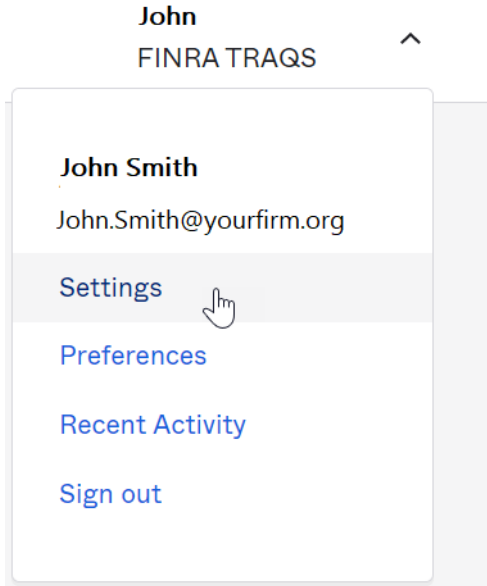 John
FINRA TRAQS
John Smith
John.Smith@yourfirm.org
Settings
Preferences
Recent Activity
Sign out